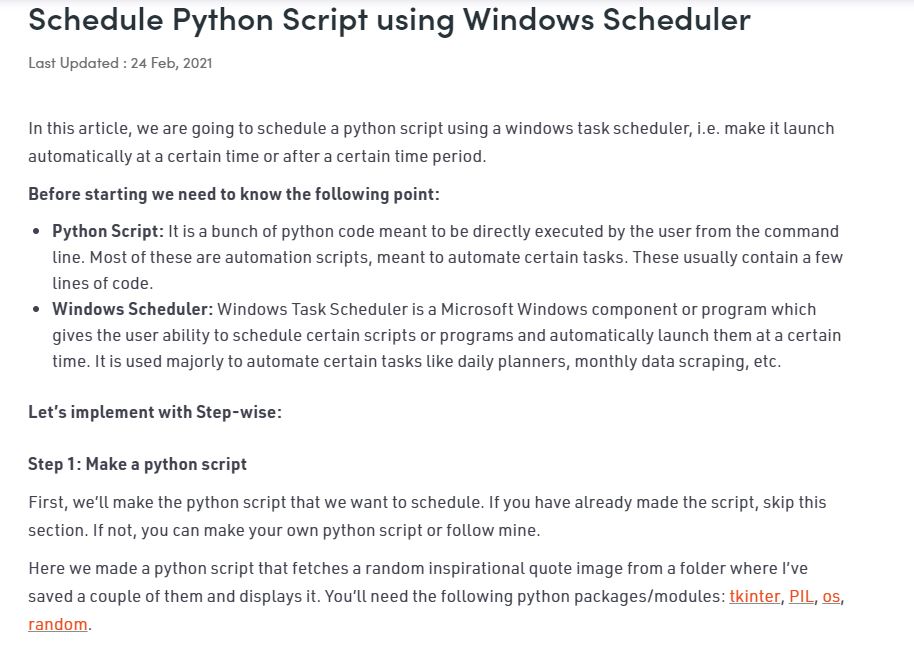 Schedule Python Script using Windows Scheduler
Last Updated : 24 Feb, 2021
In this article, we are going to schedule a python script using a windows task scheduler, i.e. make it launch
automatically at a certain time or after a certain time period.
Before starting we need to know the following point:
• Python Script: It is a bunch of python code meant to be directly executed by the user from the command
line. Most of these are automation scripts, meant to automate certain tasks. These usually contain a few
lines of code.
• Windows Scheduler: Windows Task Scheduler is a Microsoft Windows component or program which
gives the user ability to schedule certain scripts or programs and automatically launch them at a certain
time. It is used majorly to automate certain tasks like daily planners, monthly data scraping, etc.
Let’s implement with Step-wise:
Step 1: Make a python script
First, we’ll make the python script that we want to schedule. If you have already made the script, skip this
section. If not, you can make your own python script or follow mine.
Here we made a python script that fetches a random inspirational quote image from a folder where I’ve
saved a couple of them and displays it. You’ll need the following python packages/modules: tkinter, PIL, os,
random.